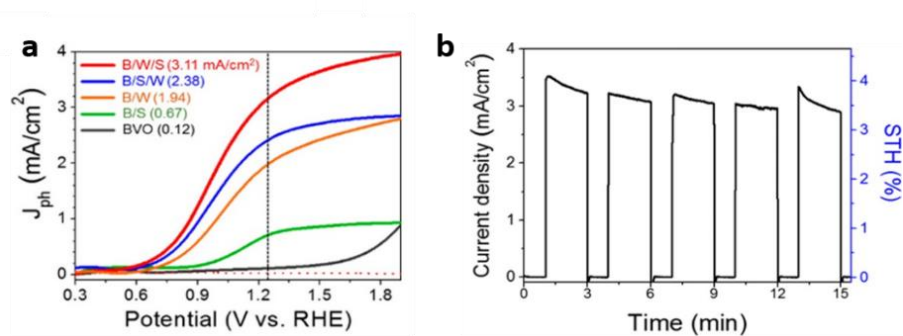 a
4
3
2
1
0
J_ph (mA/cm²)
B/W/S (3.11 mA/cm²)
B/S/W (2.38)
B/W (1.94)
B/S (0.67)
BVO (0.12)
0.3 0.6 0.9 1.2 1.5 1.8
Potential (V vs. RHE)
b
4
3
2
1
0
Current density (mA/cm²)
0 3 6 9 12 15
Time (min)
4
3
2
1
0
STH (%)